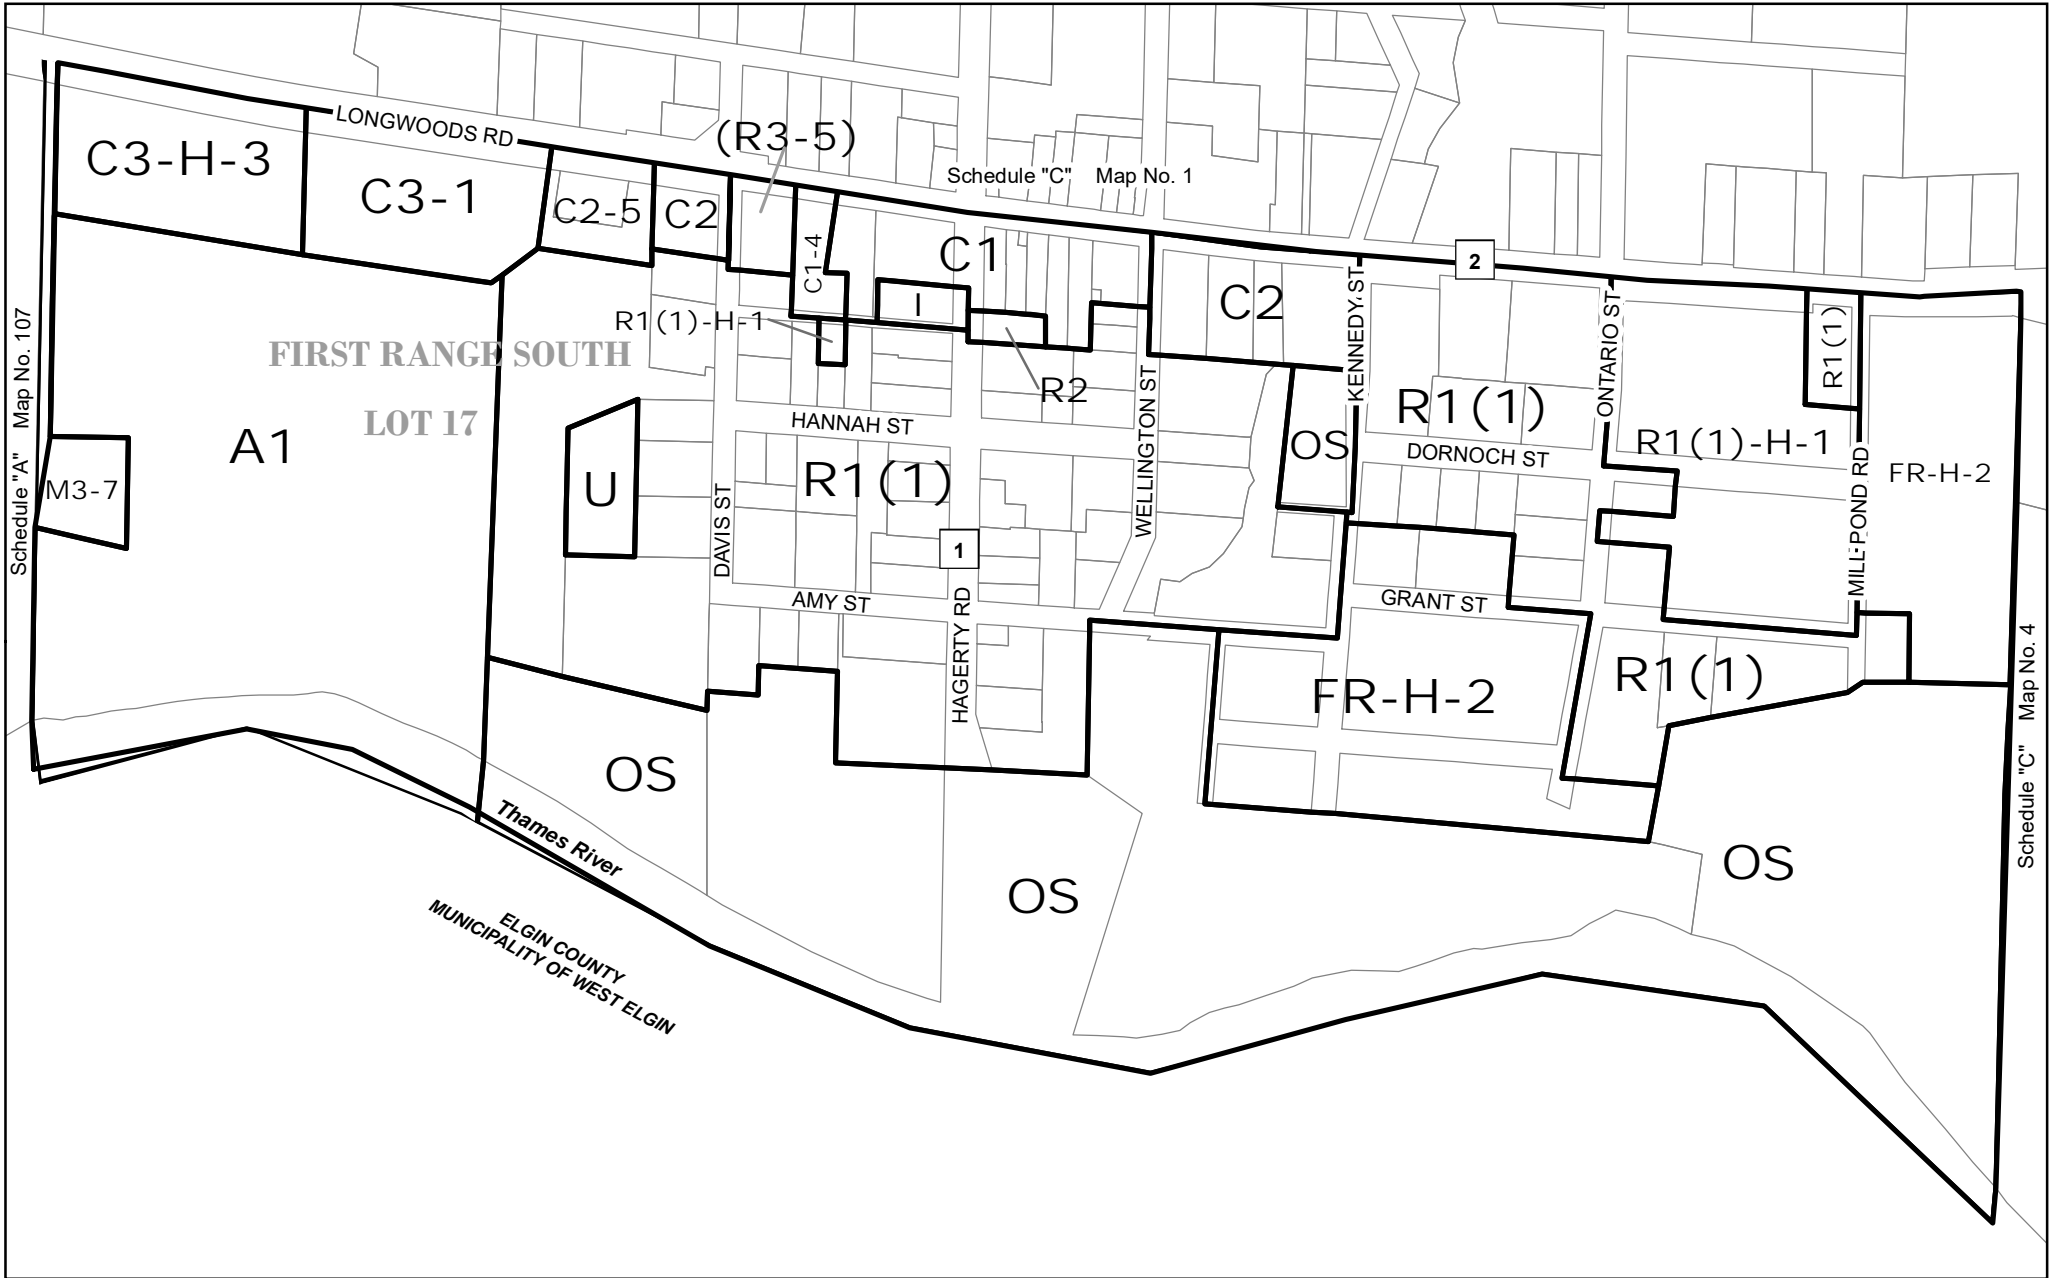 LONGWOODS RD
(R3-5)
C3-H-3
Schedule "C" Map No. 1
C3-1
C2-5
C2
C1-4
C1
2
C2
I
R1(1)-H-1
KENNEDY ST
ONTARIO ST
R1(1)
FIRST RANGE SOUTH
LOT 17
R2
WELLINGTON ST
R1(1)
HANNAH ST
A1
OS
DORNOCH ST
R1(1)-H-1
MILL POND RD
FR-H-2
Schedule "A" Map No. 107
M3-7
U
DAVIS ST
R1(1)
1
AMY ST
GRANT ST
HAGERTY RD
FR-H-2
R1(1)
Schedule "C" Map No. 4
OS
Thames River
OS
OS
ELGIN COUNTY
MUNICIPALITY OF WEST ELGIN